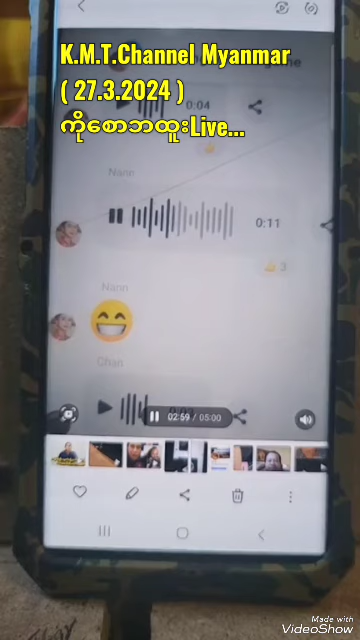 K.M.T.Channel Myanmar
( 27.3.2024 )
ကိုစောဘထူးLive...
0:04
Nann
0:11
3
Nann
Chan
02:59 / 05:00
Made with
VideoShow